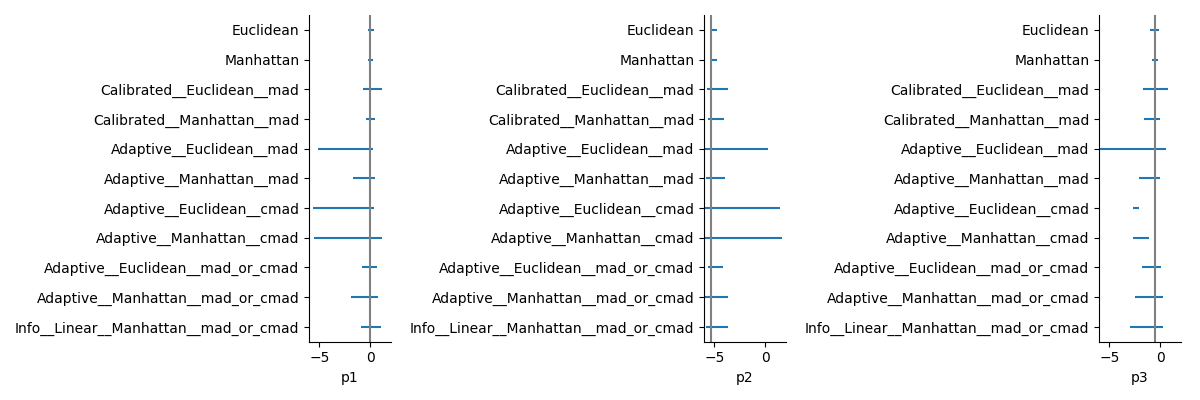 Euclidean
Manhattan
Calibrated__Euclidean__mad
Calibrated__Manhattan__mad
Adaptive__Euclidean__mad
Adaptive__Manhattan__mad
Adaptive__Euclidean__cmad
Adaptive__Manhattan__cmad
Adaptive__Euclidean__mad_or_cmad
Adaptive__Manhattan__mad_or_cmad
Info__Linear__Manhattan__mad_or_cmad
−5 0
p1
Euclidean
Manhattan
Calibrated__Euclidean__mad
Calibrated__Manhattan__mad
Adaptive__Euclidean__mad
Adaptive__Manhattan__mad
Adaptive__Euclidean__cmad
Adaptive__Manhattan__cmad
Adaptive__Euclidean__mad_or_cmad
Adaptive__Manhattan__mad_or_cmad
Info__Linear__Manhattan__mad_or_cmad
−5 0
p2
Euclidean
Manhattan
Calibrated__Euclidean__mad
Calibrated__Manhattan__mad
Adaptive__Euclidean__mad
Adaptive__Manhattan__mad
Adaptive__Euclidean__cmad
Adaptive__Manhattan__cmad
Adaptive__Euclidean__mad_or_cmad
Adaptive__Manhattan__mad_or_cmad
Info__Linear__Manhattan__mad_or_cmad
−5 0
p3